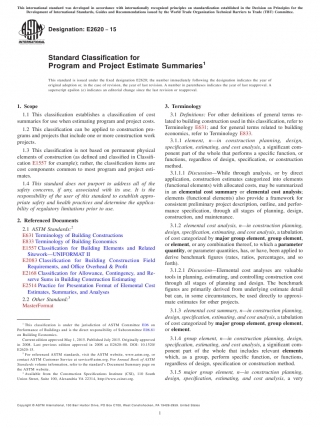 This international standard was developed in accordance with internationally recognized principles on standardization established in the Decision on Principles for the
Development of International Standards, Guides and Recommendations issued by the World Trade Organization Technical Barriers to Trade (TBT) Committee.
Designation: E2620 – 15
Standard Classification for
Program and Project Estimate Summaries1
This standard is issued under the fixed designation E2620; the number immediately following the designation indicates the year of
original adoption or, in the case of revision, the year of last revision. A number in parentheses indicates the year of last reapproval. A
superscript epsilon (ε) indicates an editorial change since the last revision or reapproval.
1. Scope
1.1 This classification establishes a classification of cost
summaries for use when estimating program and project costs.
1.2 This classification can be applied to construction pro-
grams and projects that include one or more construction work
projects.
1.3 This classification is not based on permanent physical
elements of construction (as defined and classified in Classifi-
cation E1557 for example); rather, the classification items are
cost components common to most program and project esti-
mates.
1.4 This standard does not purport to address all of the
safety concerns, if any, associated with its use. It is the
responsibility of the user of this standard to establish appro-
priate safety and health practices and determine the applica-
bility of regulatory limitations prior to use.
2. Referenced Documents
2.1 ASTM Standards:2
E631 Terminology of Building Constructions
E833 Terminology of Building Economics
E1557 Classification for Building Elements and Related
Sitework—UNIFORMAT II
E2083 Classification for Building Construction Field
Requirements, and Office Overhead & Profit
E2168 Classification for Allowance, Contingency, and Re-
serve Sums in Building Construction Estimating
E2514 Practice for Presentation Format of Elemental Cost
Estimates, Summaries, and Analyses
2.2 Other Standard:3
MasterFormat
1 This classification is under the jurisdiction of ASTM Committee E06 on
Performance of Buildings and is the direct responsibility of Subcommittee E06.81
on Building Economics.
Current edition approved May 1, 2015. Published July 2015. Originally approved
in 2008. Last previous edition approved in 2008 as E2620-08. DOI: 10.1520/
E2620-15.
2 For referenced ASTM standards, visit the ASTM website, www.astm.org, or
contact ASTM Customer Service at service@astm.org. For Annual Book of ASTM
Standards volume information, refer to the standard's Document Summary page on
the ASTM website.
3 Available from the Construction Specifications Institute (CSI), 110 South
Union Street, Suite 100, Alexandria VA 22314, http://www.csinet.org.
3. Terminology
3.1 Definitions: For other definitions of general terms re-
lated to building construction used in this classification, refer to
Terminology E631; and for general terms related to building
economics, refer to Terminology E833.
3.1.1 element, n—in construction planning, design,
specification, estimating, and cost analysis, a significant com-
ponent part of the whole that performs a specific function, or
functions, regardless of design, specification, or construction
method.
3.1.1.1 Discussion—While through analysis, or by direct
application, construction estimates categorized into elements
(functional elements) with allocated costs, may be summarized
in as elemental cost summary or elemental cost analysis;
elements (functional elements) also provide a framework for
consistent preliminary project description, outline, and perfor-
mance specification, through all stages of planning, design,
construction, and maintenance.
3.1.2 elemental cost analysis, n—in construction planning,
design, specification, estimating, and cost analysis, a tabulation
of cost categorized by major group element, group element,
or element, or any combination thereof, to which a parameter
quantity, or parameter quantities, has, or have, been applied to
derive benchmark figures (rates, ratios, percentages, and so
forth).
3.1.2.1 Discussion—Elemental cost analyses are valuable
tools in planning, estimating, and controlling construction cost
through all stages of planning and design. The benchmark
figures are primarily derived from underlying estimate detail
but can, in some circumstances, be used directly to approxi-
mate estimates for other projects.
3.1.3 elemental cost summary, n—in construction planning,
design, specification, estimating, and cost analysis, a tabulation
of cost categorized by major group element, group element,
or element.
3.1.4 group element, n—in construction planning, design,
specification, estimating, and cost analysis, a significant com-
ponent part of the whole that includes relevant elements
which, as a group, perform specific function, or functions,
regardless of design, specification or construction method.
3.1.5 major group element, n—in construction planning,
design, specification, estimating, and cost analysis, a very
Copyright © ASTM International, 100 Barr Harbor Drive, PO Box C700, West Conshohocken, PA 19428-2959. United States
1